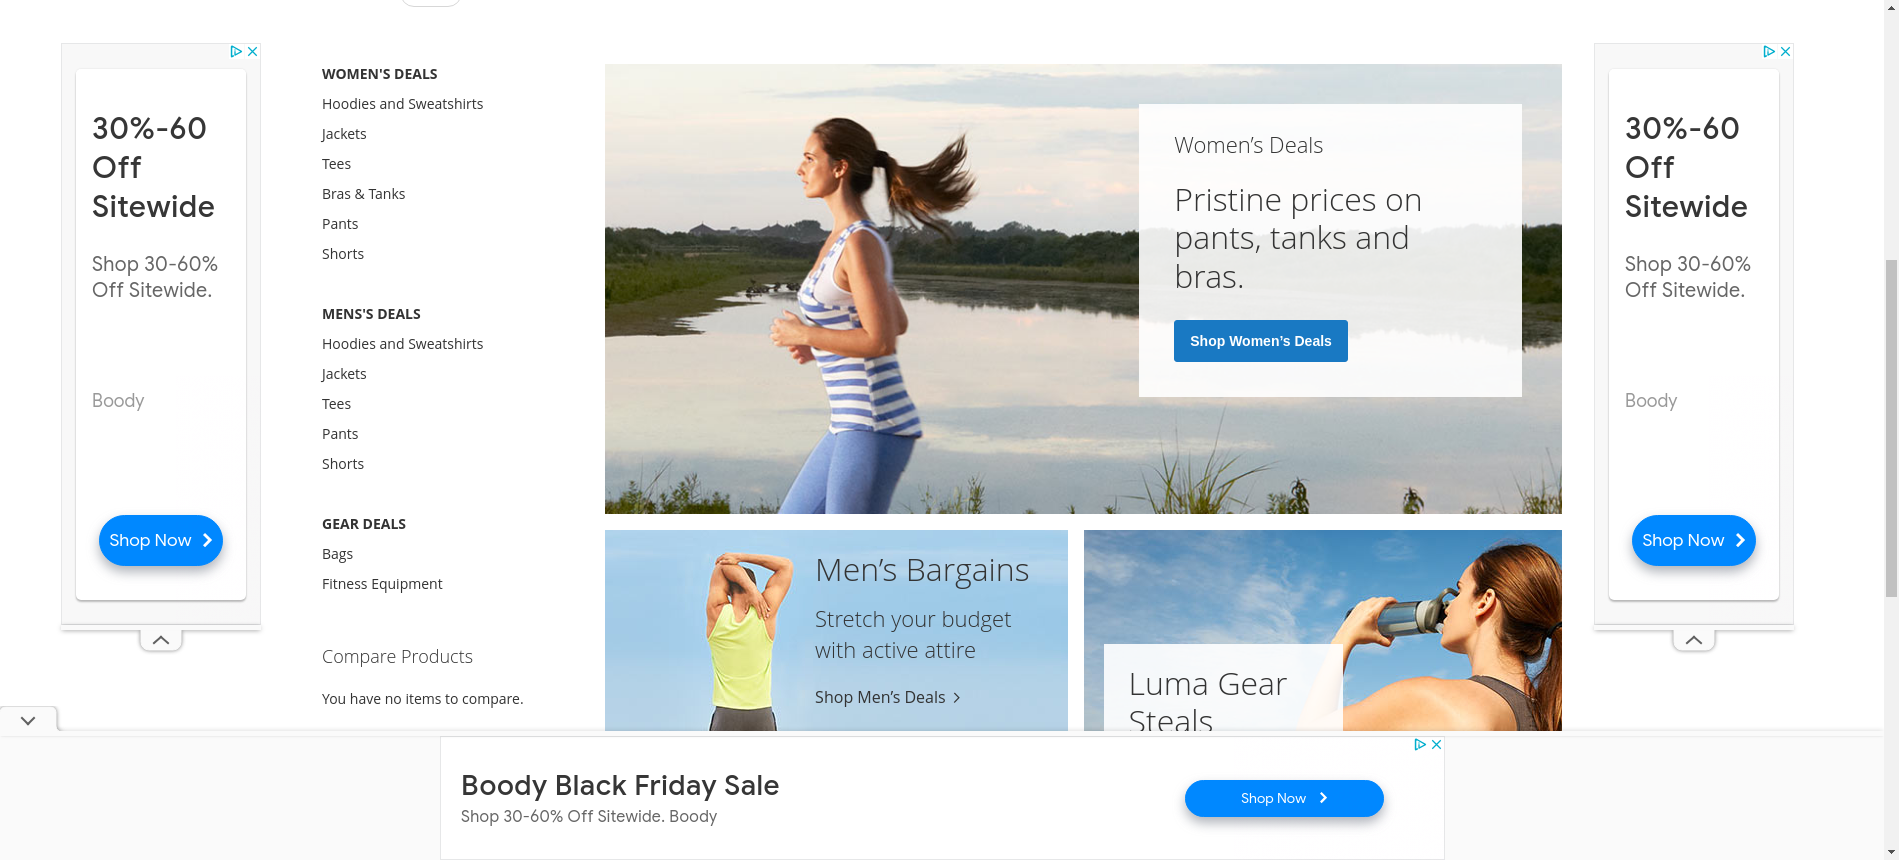 30%-60
Off
Sitewide
Shop 30-60%
Off Sitewide.
Boody
Shop Now
WOMEN'S DEALS
Hoodies and Sweatshirts
Jackets
Tees
Bras & Tanks
Pants
Shorts
MENS'S DEALS
Hoodies and Sweatshirts
Jackets
Tees
Pants
Shorts
GEAR DEALS
Bags
Fitness Equipment
Compare Products
You have no items to compare.
Women’s Deals
Pristine prices on
pants, tanks and
bras.
Shop Women’s Deals
Men’s Bargains
Stretch your budget
with active attire
Shop Men’s Deals
Luma Gear
Steals
30%-60
Off
Sitewide
Shop 30-60%
Off Sitewide.
Boody
Shop Now
Boody Black Friday Sale
Shop 30-60% Off Sitewide. Boody
Shop Now